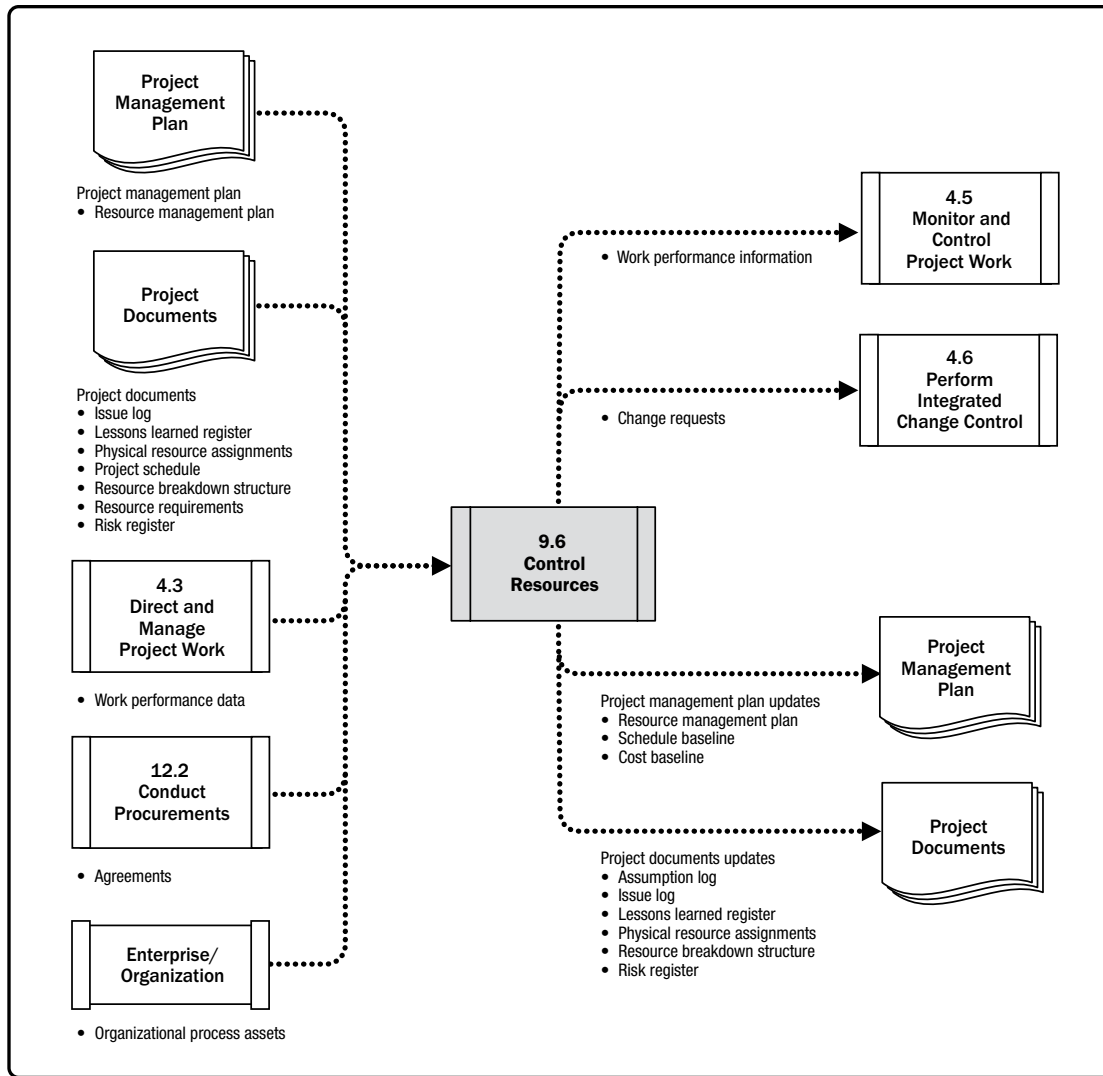 Project
Management
Plan
Project management plan
• Resource management plan
Project
Documents
Project documents
• Issue log
• Lessons learned register
• Physical resource assignments
• Project schedule
• Resource breakdown structure
• Resource requirements
• Risk register
4.3
Direct and
Manage
Project Work
• Work performance data
12.2
Conduct
Procurements
• Agreements
Enterprise/
Organization
• Organizational process assets
9.6
Control
Resources
• Work performance information
4.5
Monitor and
Control
Project Work
• Change requests
4.6
Perform
Integrated
Change Control
Project management plan updates
• Resource management plan
• Schedule baseline
• Cost baseline
Project
Management
Plan
Project documents updates
• Assumption log
• Issue log
• Lessons learned register
• Physical resource assignments
• Resource breakdown structure
• Risk register
Project
Documents